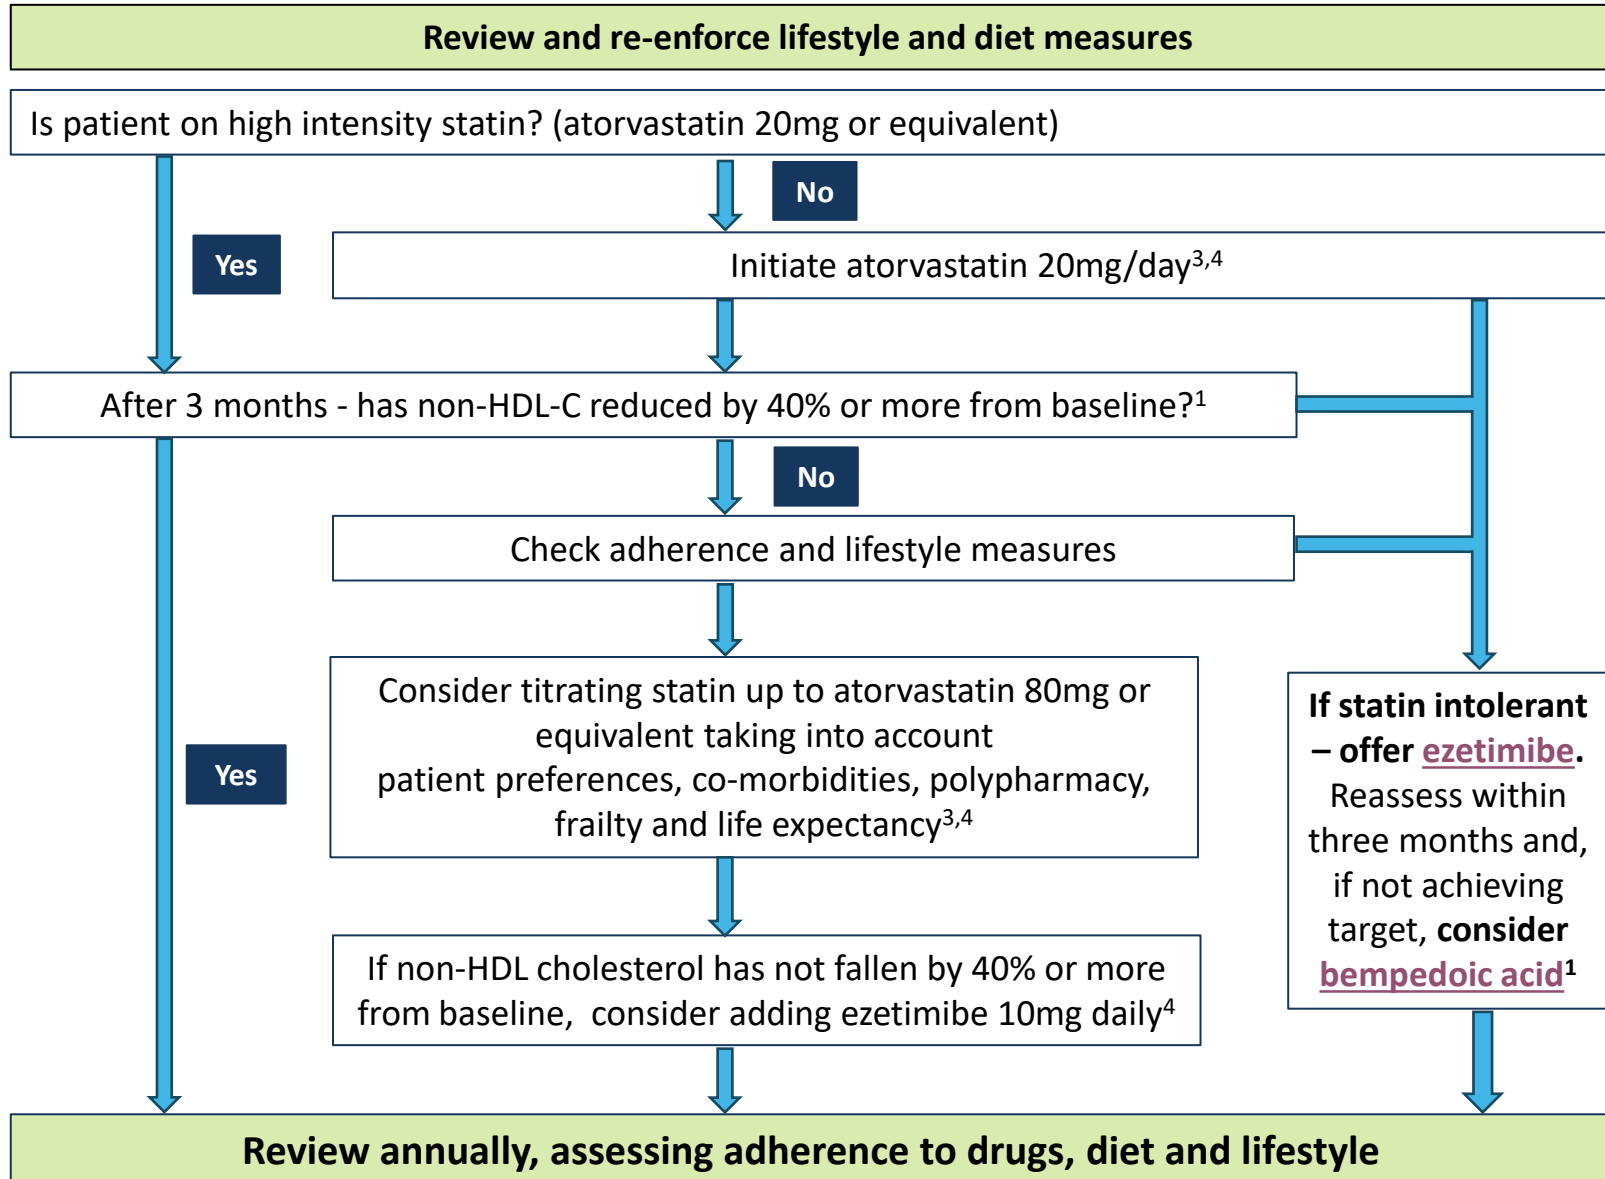 Review and re-enforce lifestyle and diet measures
Is patient on high intensity statin? (atorvastatin 20mg or equivalent)
No
Yes
Initiate atorvastatin 20mg/day3,4
After 3 months - has non-HDL-C reduced by 40% or more from baseline?1
No
Check adherence and lifestyle measures
Yes
Consider titrating statin up to atorvastatin 80mg or
equivalent taking into account
patient preferences, co-morbidities, polypharmacy,
frailty and life expectancy3,4
If non-HDL cholesterol has not fallen by 40% or more
from baseline,  consider adding ezetimibe 10mg daily4
If statin intolerant
– offer ezetimibe.
Reassess within
three months and,
if not achieving
target, consider
bempedoic acid1
Review annually, assessing adherence to drugs, diet and lifestyle